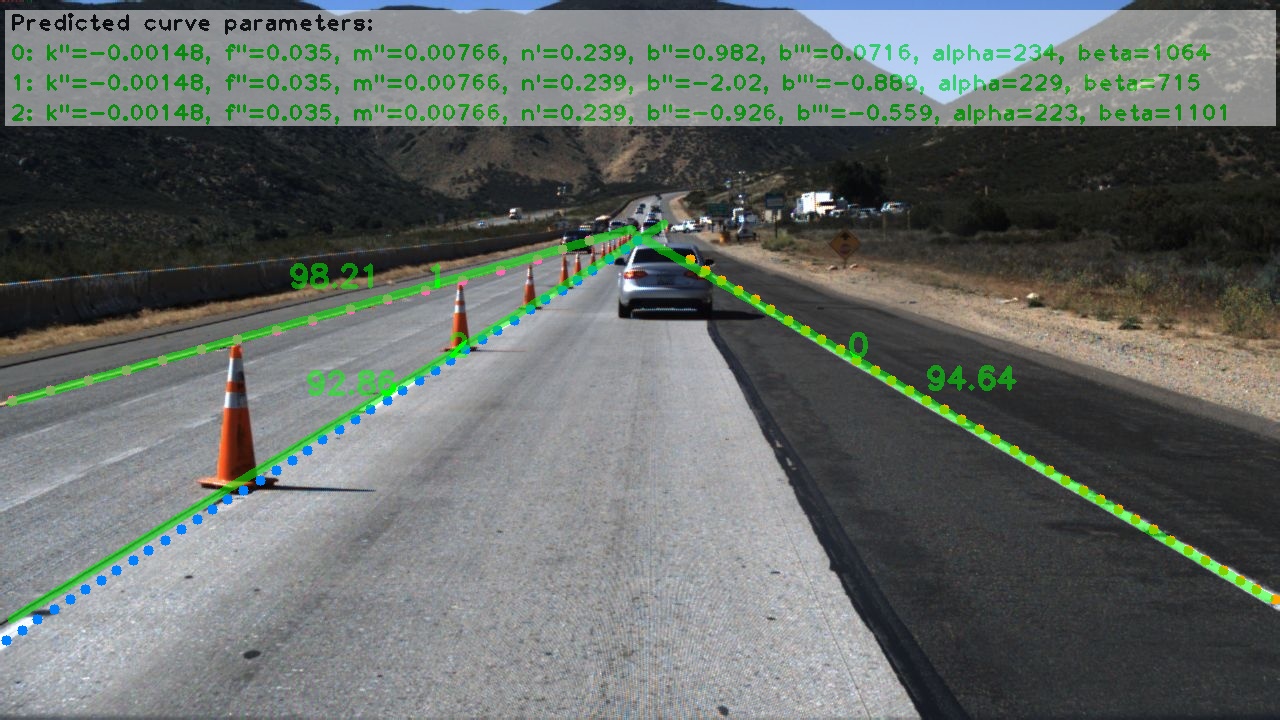 Predicted curve parameters:
0: k''=-0.00148, f''=0.035, m''=0.00766, n'=0.239, b''=0.982, b'''=0.0716, alpha=234, beta=1064
1: k''=-0.00148, f''=0.035, m''=0.00766, n'=0.239, b''=-2.02, b'''=-0.889, alpha=229, beta=715
2: k''=-0.00148, f''=0.035, m''=0.00766, n'=0.239, b''=-0.926, b'''=-0.559, alpha=223, beta=1101
98.21 1
2 0
92.86 94.64